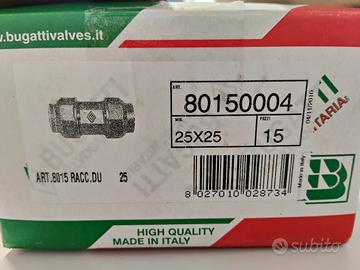 www.bugattivalves.it
ART.
80150004
MIS.
PEZZI
25X25
15
ART.8015 RACC.DU 25
8 027010 028734
Made in Italy
B
HIGH QUALITY
MADE IN ITALY
subito